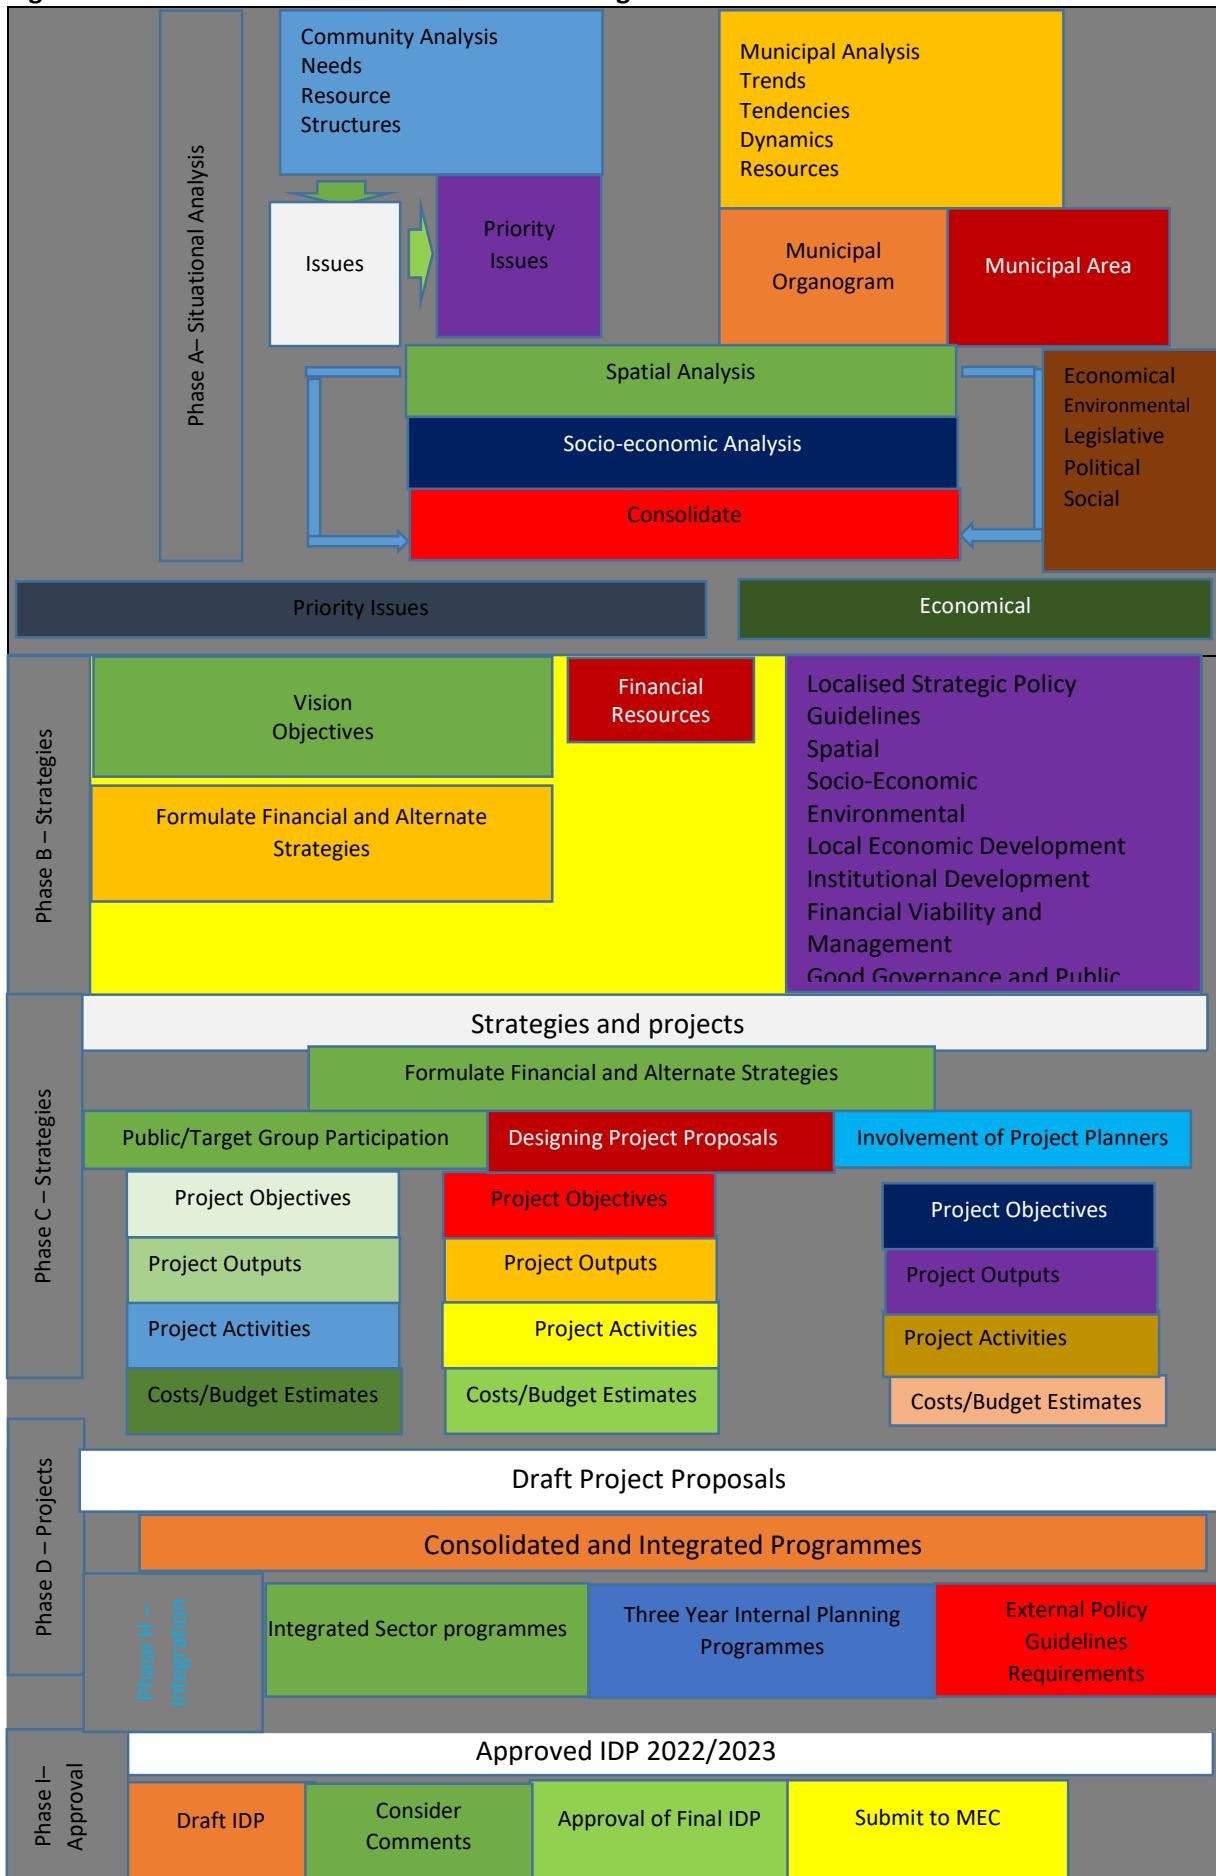 Phase A– Situational Analysis
Community Analysis
Needs
Resource
Structures
Municipal Analysis
Trends
Tendencies
Dynamics
Resources
Issues
Priority
Issues
Municipal
Organogram
Municipal Area
Spatial Analysis
Socio-economic Analysis
Consolidate
Economical
Environmental
Legislative
Political
Social
Priority Issues
Economical
Phase B – Strategies
Vision
Objectives
Financial
Resources
Formulate Financial and Alternate
Strategies
Localised Strategic Policy
Guidelines
Spatial
Socio-Economic
Environmental
Local Economic Development
Institutional Development
Financial Viability and
Management
Good Governance and Public
Phase C – Strategies
Strategies and projects
Formulate Financial and Alternate Strategies
Public/Target Group Participation
Designing Project Proposals
Involvement of Project Planners
Project Objectives
Project Outputs
Project Activities
Costs/Budget Estimates
Project Objectives
Project Outputs
Project Activities
Costs/Budget Estimates
Project Objectives
Project Outputs
Project Activities
Costs/Budget Estimates
Phase D – Projects
Draft Project Proposals
Consolidated and Integrated Programmes
Phase H –
Integration
Integrated Sector programmes
Three Year Internal Planning
Programmes
External Policy
Guidelines
Requirements
Phase I–
Approval
Approved IDP 2022/2023
Draft IDP
Consider
Comments
Approval of Final IDP
Submit to MEC